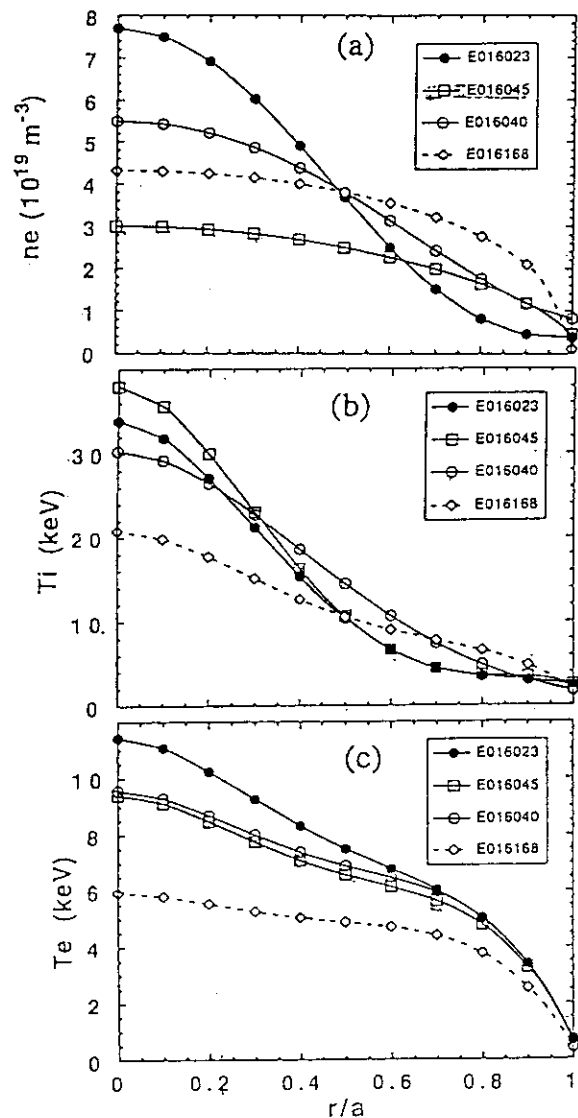 8
7
6
5
4
3
2
1
0
ne (10^19 m^-3)
(a)
E016023
E016045
E016040
E016168
30
20
10.
0
Ti (keV)
(b)
E016023
E016045
E016040
E016168
10
8
6
4
2
0
Te (keV)
(c)
E016023
E016045
E016040
E016168
0 0.2 0.4 0.6 0.8 1
r/a